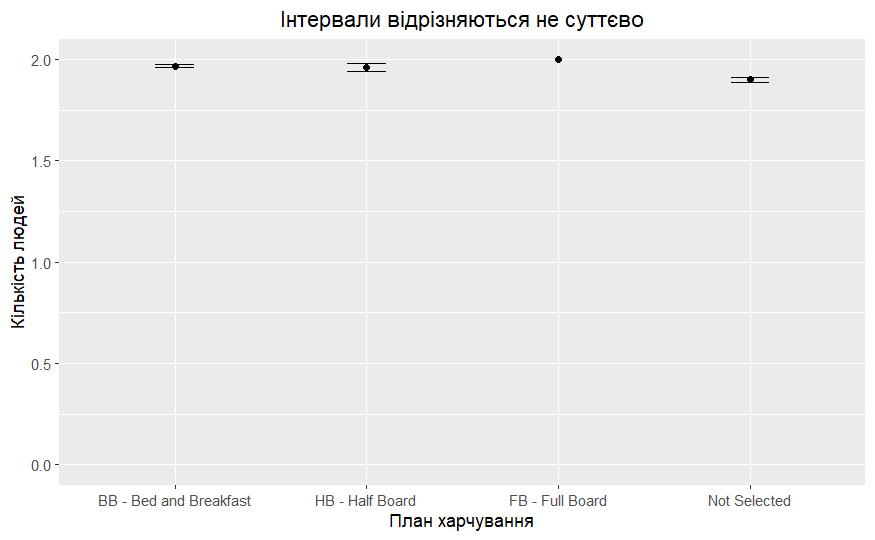 Інтервали відрізняються не суттєво
Кількість людей
2.0
1.5
1.0
0.5
0.0
BB - Bed and Breakfast
HB - Half Board
FB - Full Board
Not Selected
План харчування